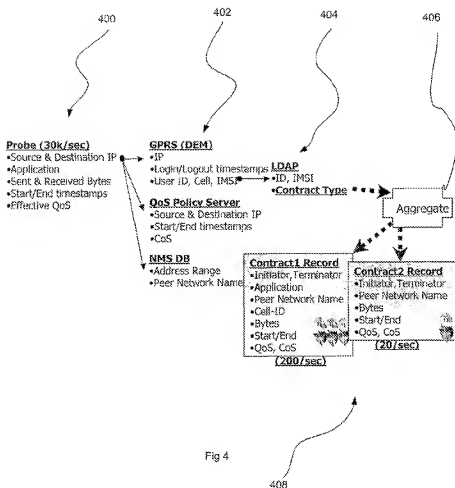 400
402
404
406
Probe (30k/sec)
•Source & Destination IP
•Application
•Sent & Received Bytes
•Start/End timestamps
•Effective QoS
GPRS (DEM)
•IP
•Login/Logout timestamps
•User ID, Cell, IMSI
QoS Policy Server
•Source & Destination IP
•Start/End timestamps
•CoS
NMS DB
•Address Range
•Peer Network Name
LDAP
•ID, IMSI
•Contract Type
Aggregate
Contract1 Record
•Initiator,Terminator
•Application
•Peer Network Name
•Cell-ID
•Bytes
•Start/End
•QoS, CoS
(200/sec)
Contract2 Record
•Initiator,Terminator
•Peer Network Name
•Bytes
•Start/End
•QoS, CoS
(20/sec)
Fig 4
408